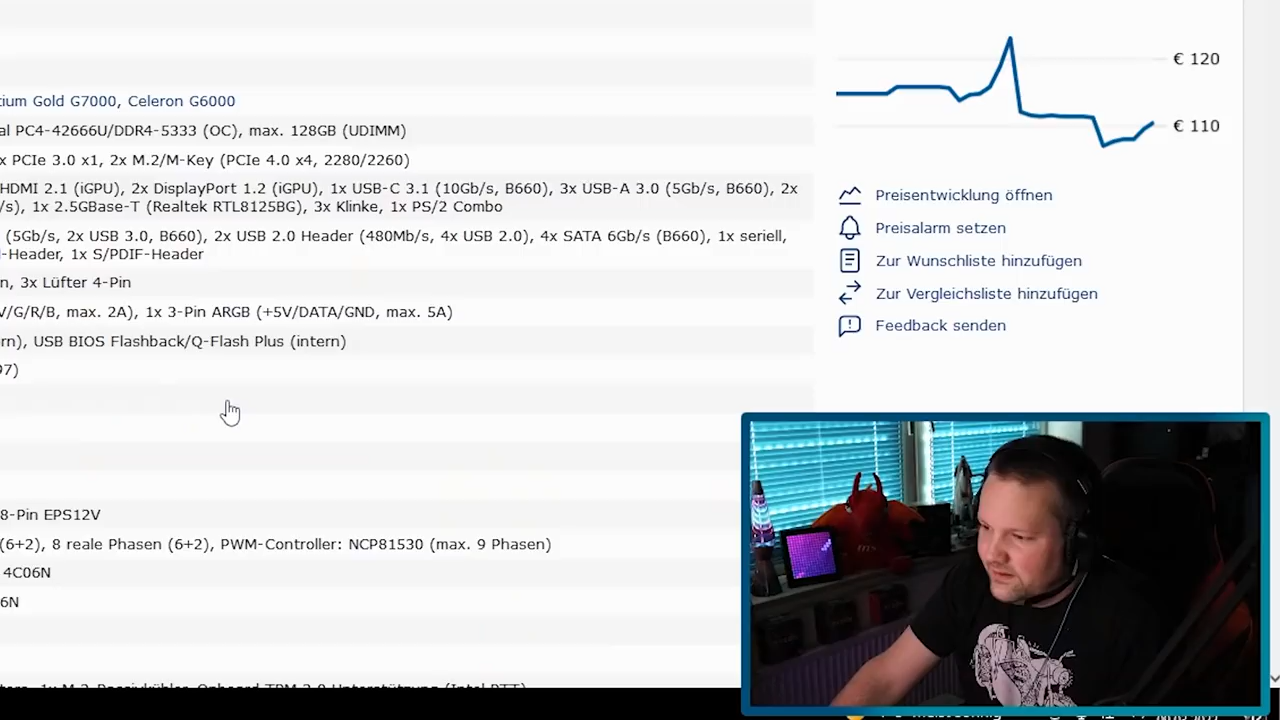 € 120
Gold G7000, Celeron G6000
€ 110
PC4-42666U/DDR4-5333 (OC), max. 128GB (UDIMM)
PCIe 3.0 x1, 2x M.2/M-Key (PCIe 4.0 x4, 2280/2260)
HDMI 2.1 (iGPU), 2x DisplayPort 1.2 (iGPU), 1x USB-C 3.1 (10Gb/s, B660), 3x USB-A 3.0 (5Gb/s, B660), 2x
1x 2.5GBase-T (Realtek RTL8125BG), 3x Klinke, 1x PS/2 Combo
(5Gb/s, 2x USB 3.0, B660), 2x USB 2.0 Header (480Mb/s, 4x USB 2.0), 4x SATA 6Gb/s (B660), 1x seriell,
-Header, 1x S/PDIF-Header
3x Lüfter 4-Pin
V/G/R/B, max. 2A), 1x 3-Pin ARGB (+5V/DATA/GND, max. 5A)
USB BIOS Flashback/Q-Flash Plus (intern)
8-Pin EPS12V
(6+2), 8 reale Phasen (6+2), PWM-Controller: NCP81530 (max. 9 Phasen)
4C06N
6N
Preisentwicklung öffnen
Preisalarm setzen
Zur Wunschliste hinzufügen
Zur Vergleichsliste hinzufügen
Feedback senden